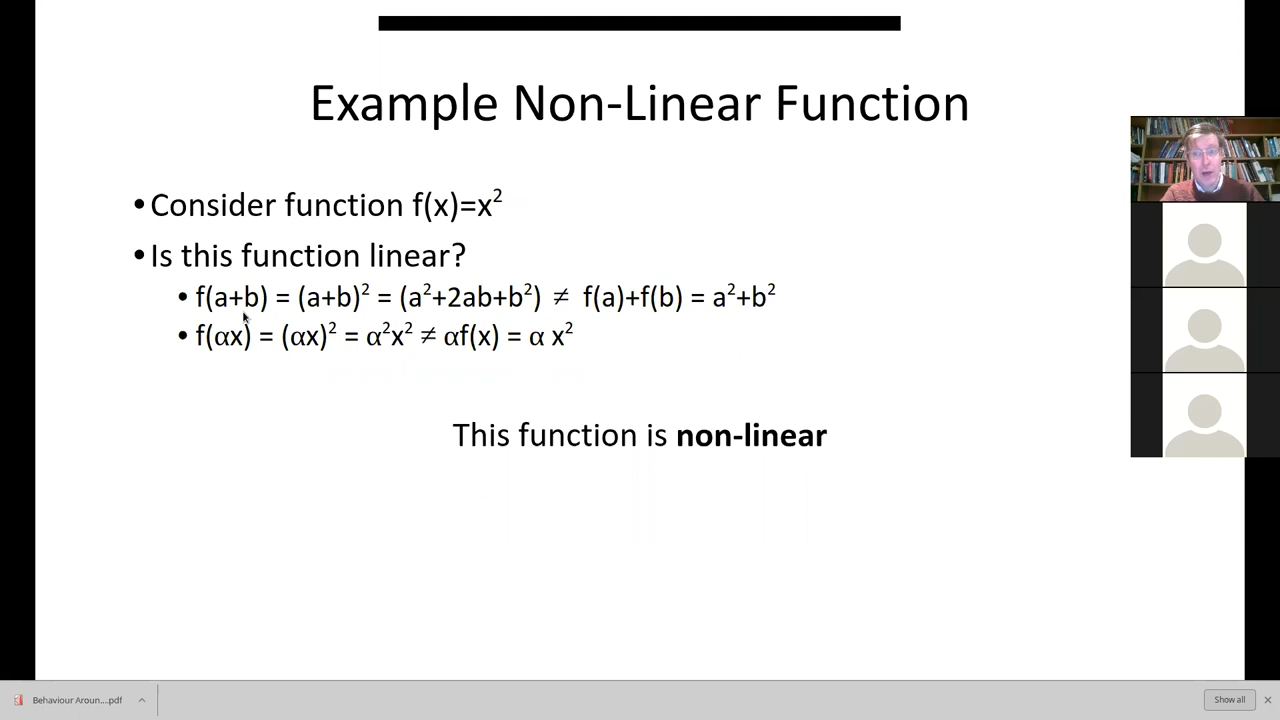 Example Non-Linear Function
•Consider function f(x)=x²
•Is this function linear?
• f(a+b) = (a+b)² = (a²+2ab+b²) ≠ f(a)+f(b) = a²+b²
• f(αx) = (αx)² = α²x² ≠ αf(x) = α x²
This function is non-linear
Behaviour Aroun....pdf
Show all